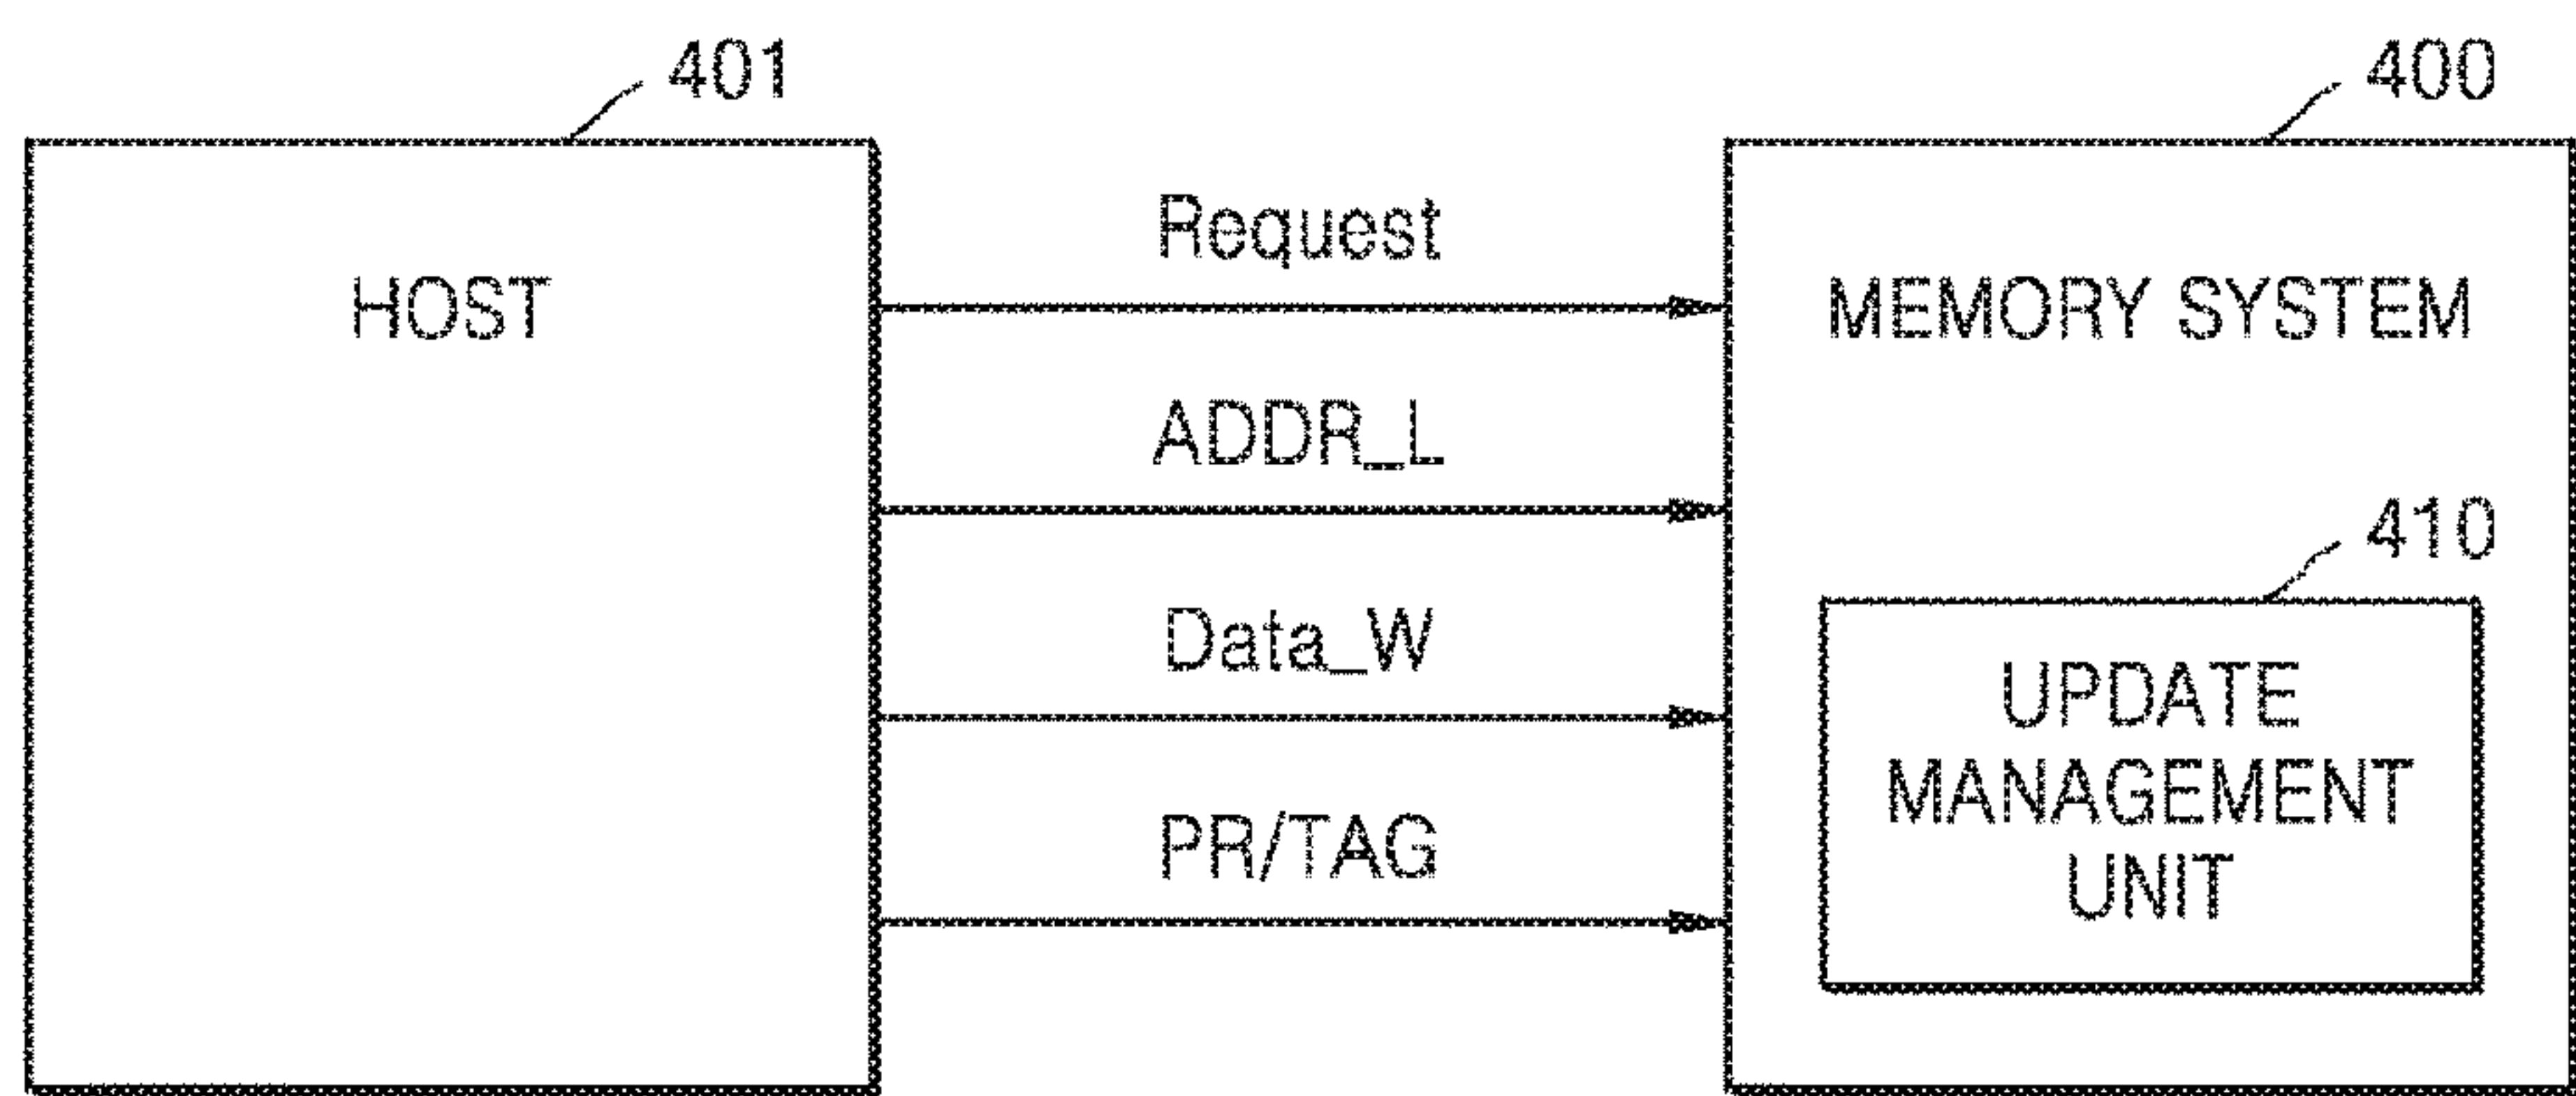 401
400
HOST
Request
MEMORY SYSTEM
ADDR_L
410
Data_W
UPDATE
MANAGEMENT
UNIT
PR/TAG